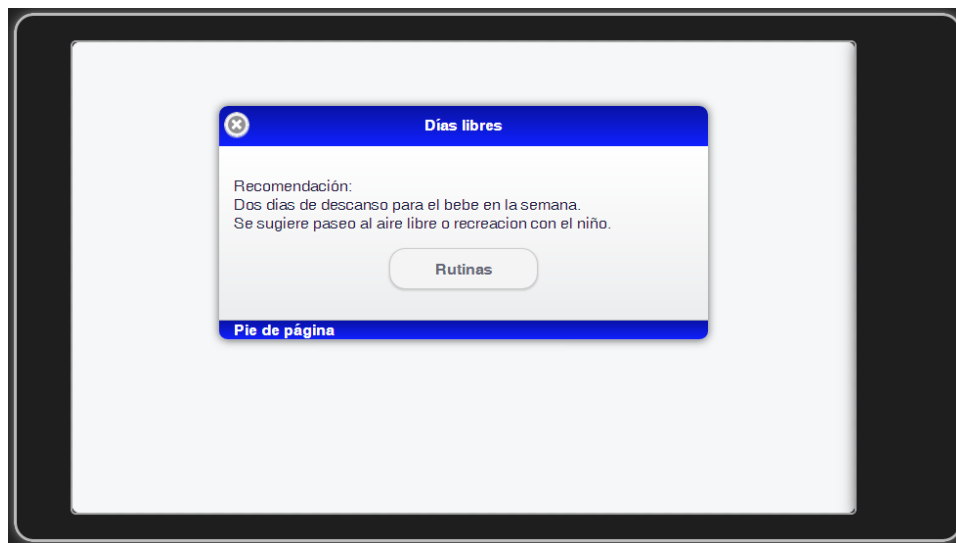 Días libres
Recomendación:
Dos dias de descanso para el bebe en la semana.
Se sugiere paseo al aire libre o recreacion con el niño.
Rutinas
Pie de página